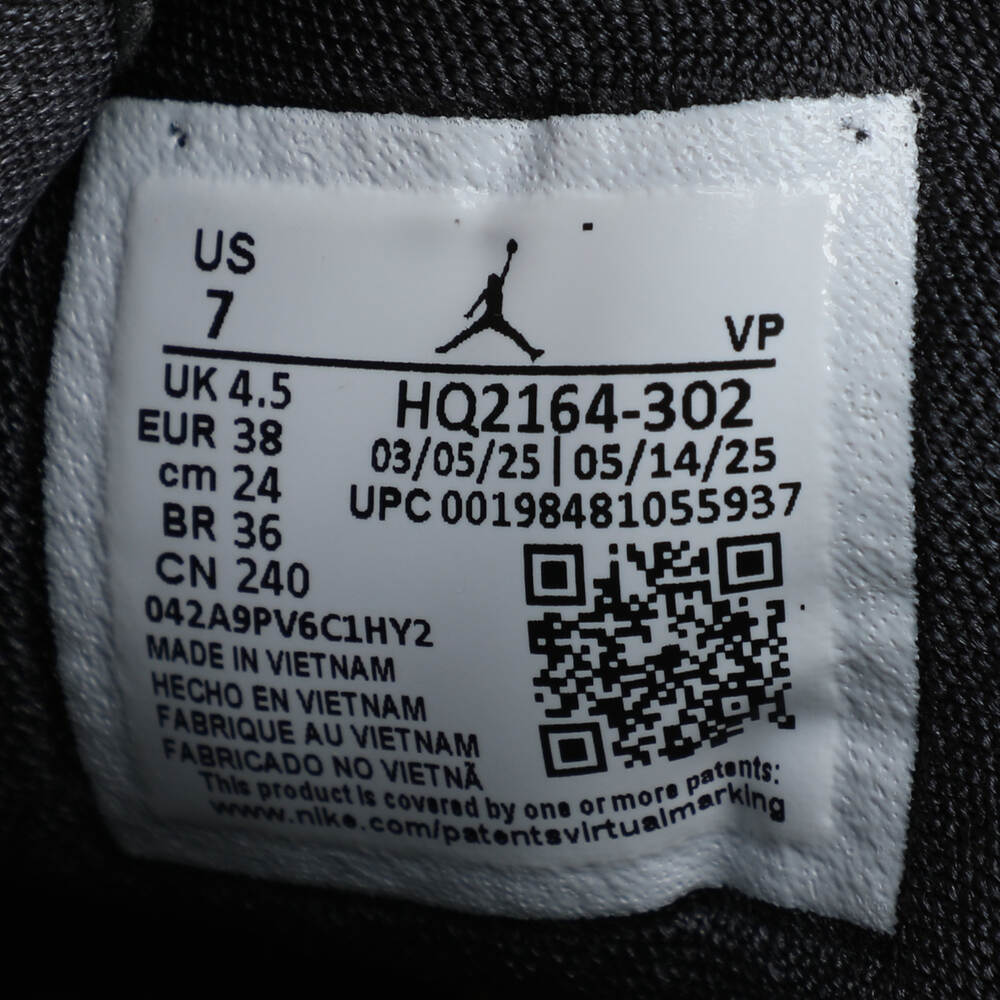 US
7
VP
UK 4.5
EUR 38
cm 24
BR 36
CN 240
HQ2164-302
03/05/25 | 05/14/25
UPC 00198481055937
042A9PV6C1HY2
MADE IN VIETNAM
HECHO EN VIETNAM
FABRIQUE AU VIETNAM
FABRICADO NO VIETNÃ
This product is covered by one or more patents:
www.nike.com/patentsvirtualmarking